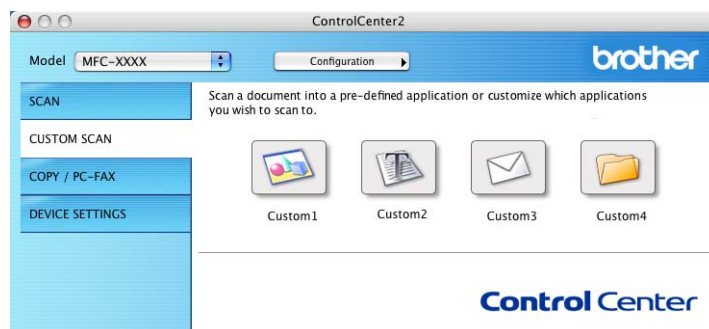 ControlCenter2
Model MFC-XXXX Configuration brother
SCAN
CUSTOM SCAN
COPY / PC-FAX
DEVICE SETTINGS
Scan a document into a pre-defined application or customize which applications
you wish to scan to.
Custom1 Custom2 Custom3 Custom4
Control Center